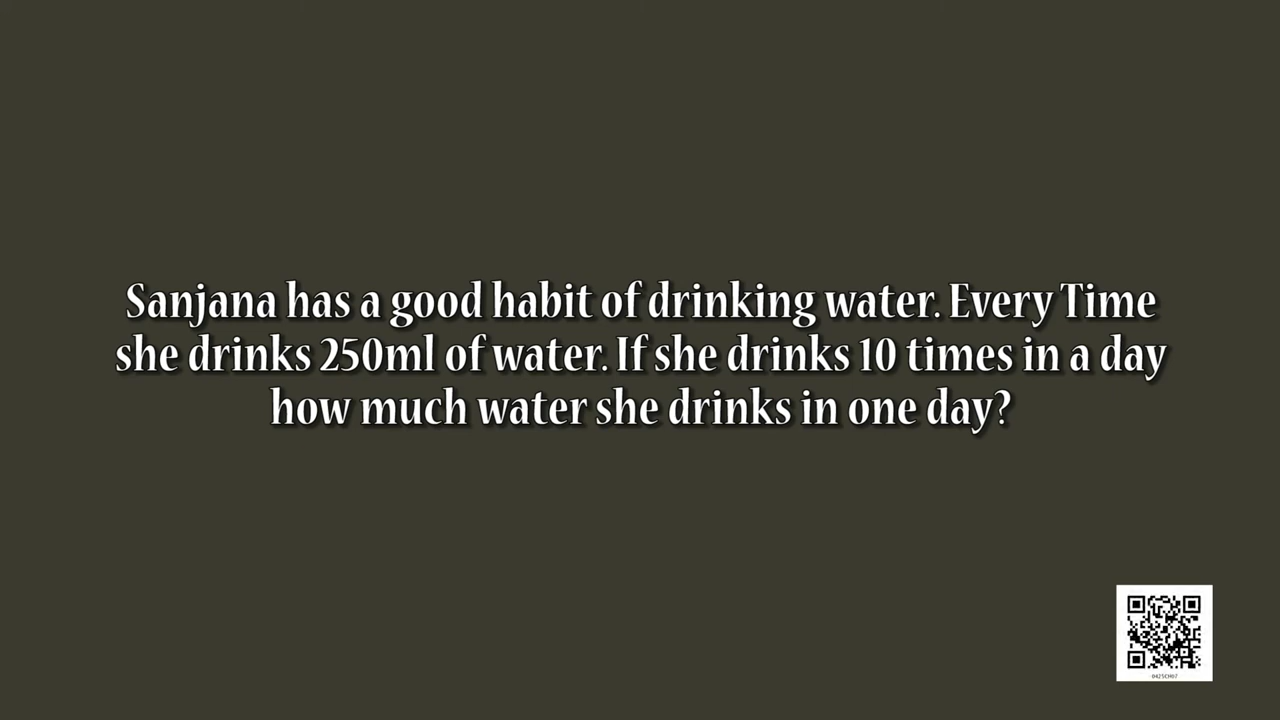 Sanjana has a good habit of drinking water. Every Time
she drinks 250ml of water. If she drinks 10 times in a day
how much water she drinks in one day?
0425CH07